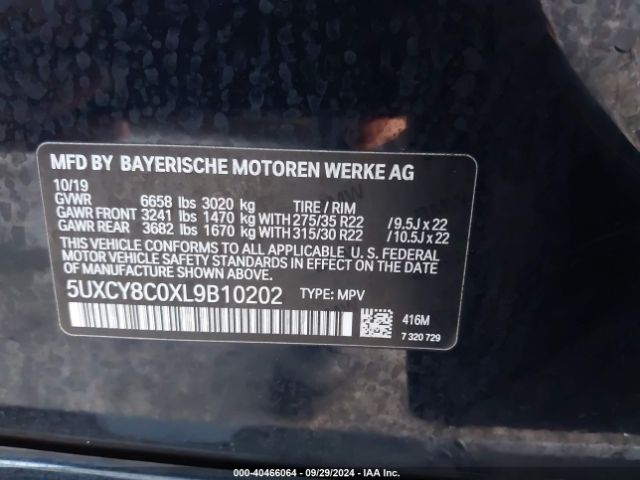 MFD BY BAYERISCHE MOTOREN WERKE AG
10/19
GVWR 6658 lbs 3020 kg TIRE / RIM
GAWR FRONT 3241 lbs 1470 kg WITH 275/35 R22 / 9.5J x 22
GAWR REAR 3682 lbs 1670 kg WITH 315/30 R22 / 10.5J x 22
THIS VEHICLE CONFORMS TO ALL APPLICABLE U. S. FEDERAL
MOTOR VEHICLE SAFETY STANDARDS IN EFFECT ON THE
DATE OF MANUFACTURE SHOWN ABOVE.
5UXCY8C0XL9B10202 TYPE: MPV
416M
7 320 729
000-40466064 / 09/29/2024 - IAA Inc.